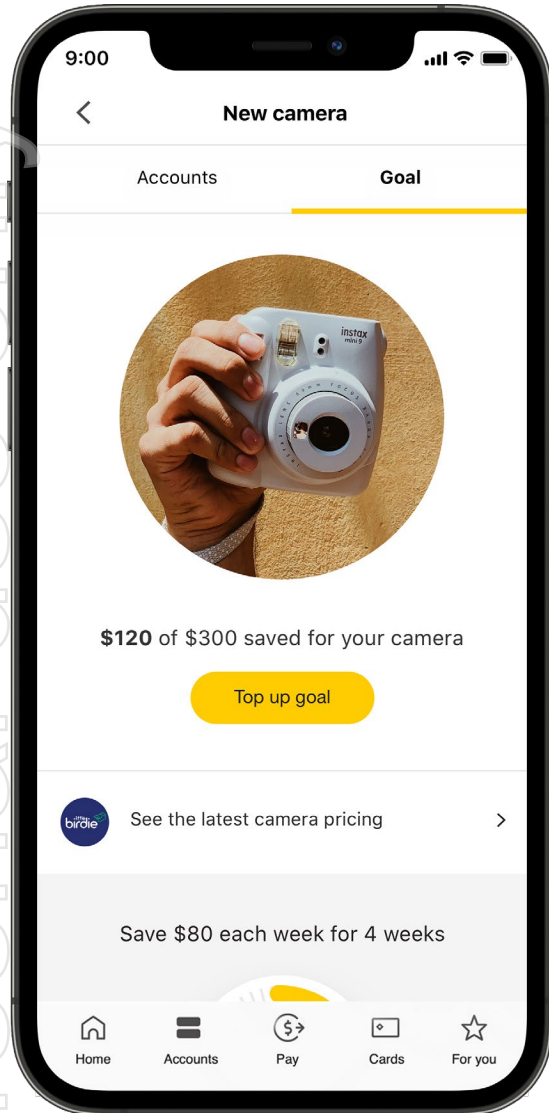 9:00
New camera
Accounts
Goal
instax
mini 9
$120 of $300 saved for your camera
Top up goal
little
birdie
See the latest camera pricing
Save $80 each week for 4 weeks
Home
Accounts
Pay
Cards
For you